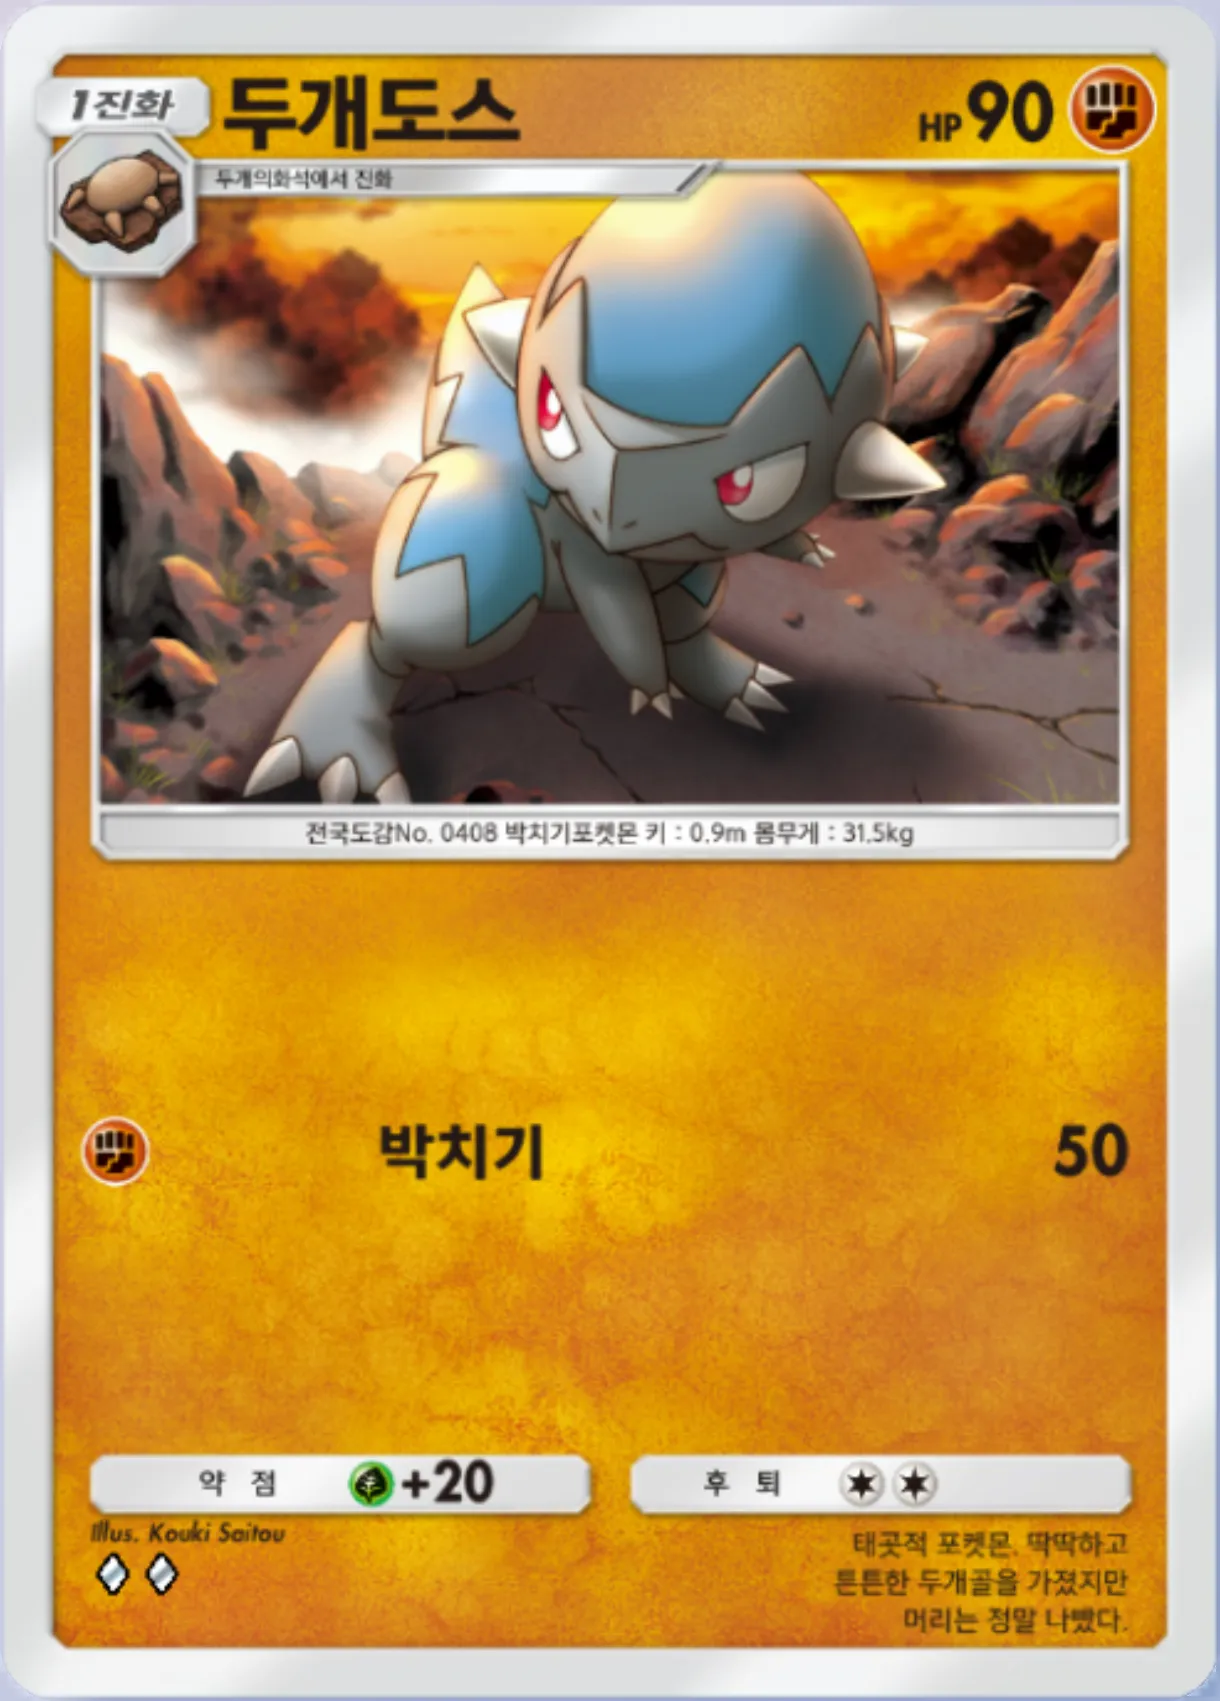 1진화
두개도스
HP 90
두개의화석에서 진화
전국도감No. 0408 박치기포켓몬 키 : 0.9m 몸무게 : 31.5kg
박치기 50
약점 +20
후퇴
Illus. Kouki Saitou
태곳적 포켓몬. 딱딱하고
튼튼한 두개골을 가졌지만
머리는 정말 나빴다.